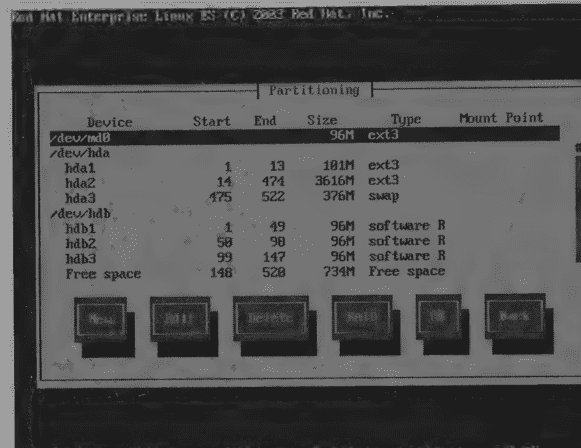 Red Hat Enterprise Linux ES (C) 2003 Red Hat, Inc.
Partitioning
Device Start End Size Type Mount Point
/dev/md0 96M ext3
/dev/hda
hda1 1 13 101M ext3
hda2 14 474 3616M ext3
hda3 475 522 376M swap
/dev/hdb
hdb1 1 49 96M software R
hdb2 50 98 96M software R
hdb3 99 147 96M software R
Free space 148 520 734M Free space
New Edit Delete RAID OK Back